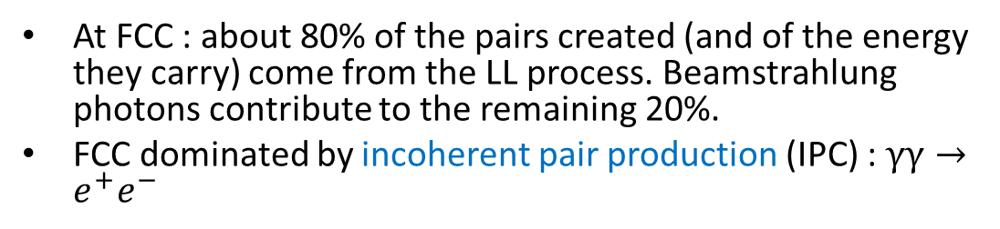 • At FCC : about 80% of the pairs created (and of the energy
they carry) come from the LL process. Beamstrahlung
photons contribute to the remaining 20%.
• FCC dominated by incoherent pair production (IPC) : γγ →
e⁺e⁻